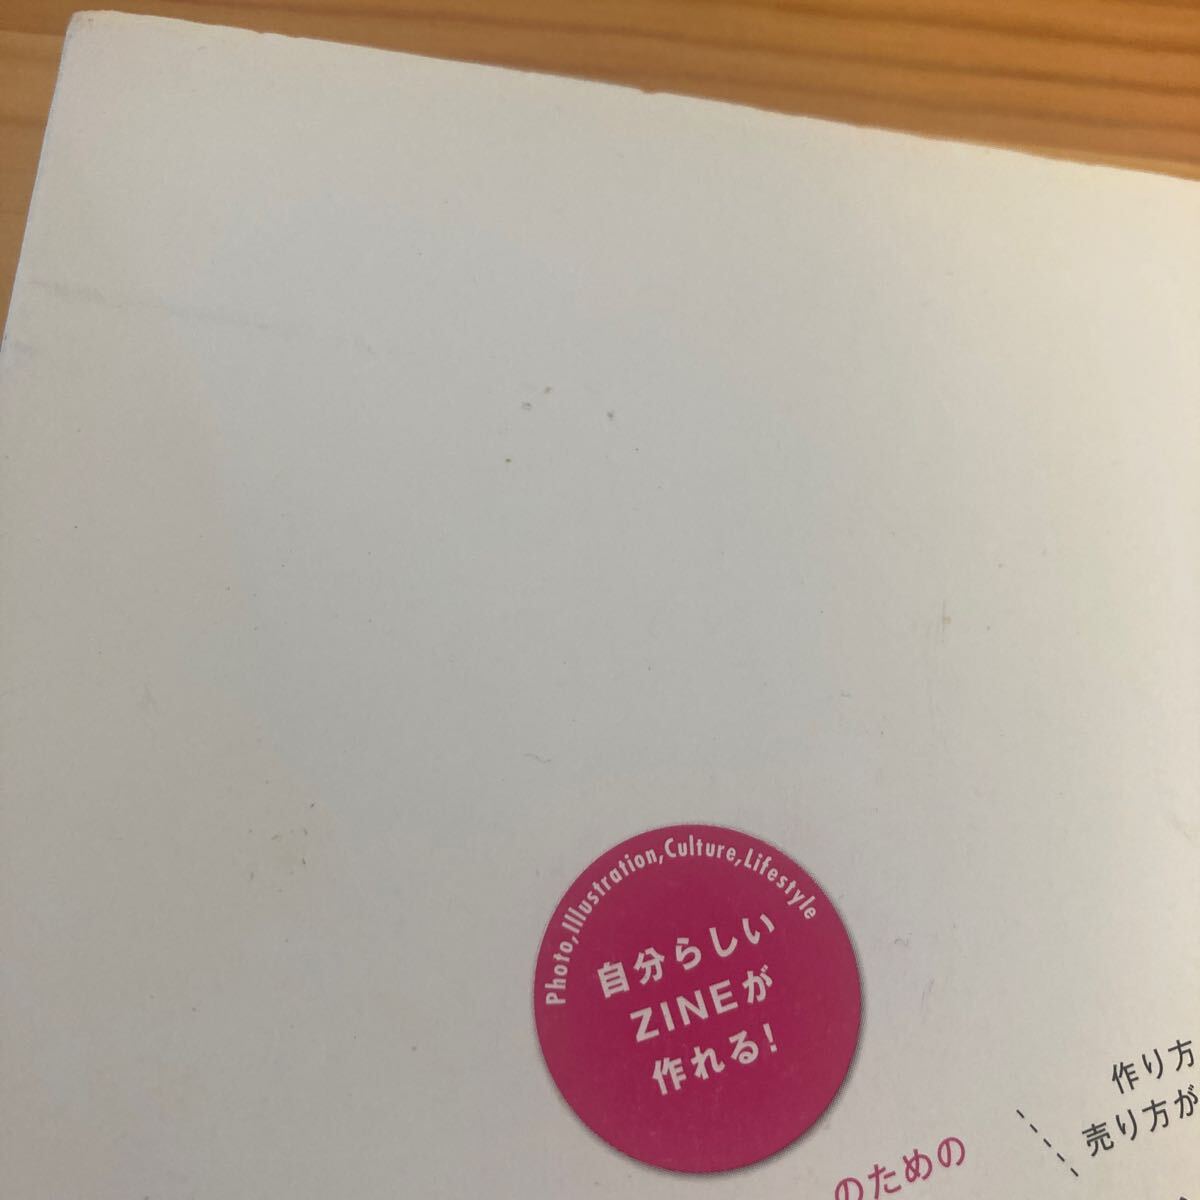 Photo,Illustration,Culture,Lifestyle
自分らしい
ZINEが
作れる!
作り方
売り方が
のための